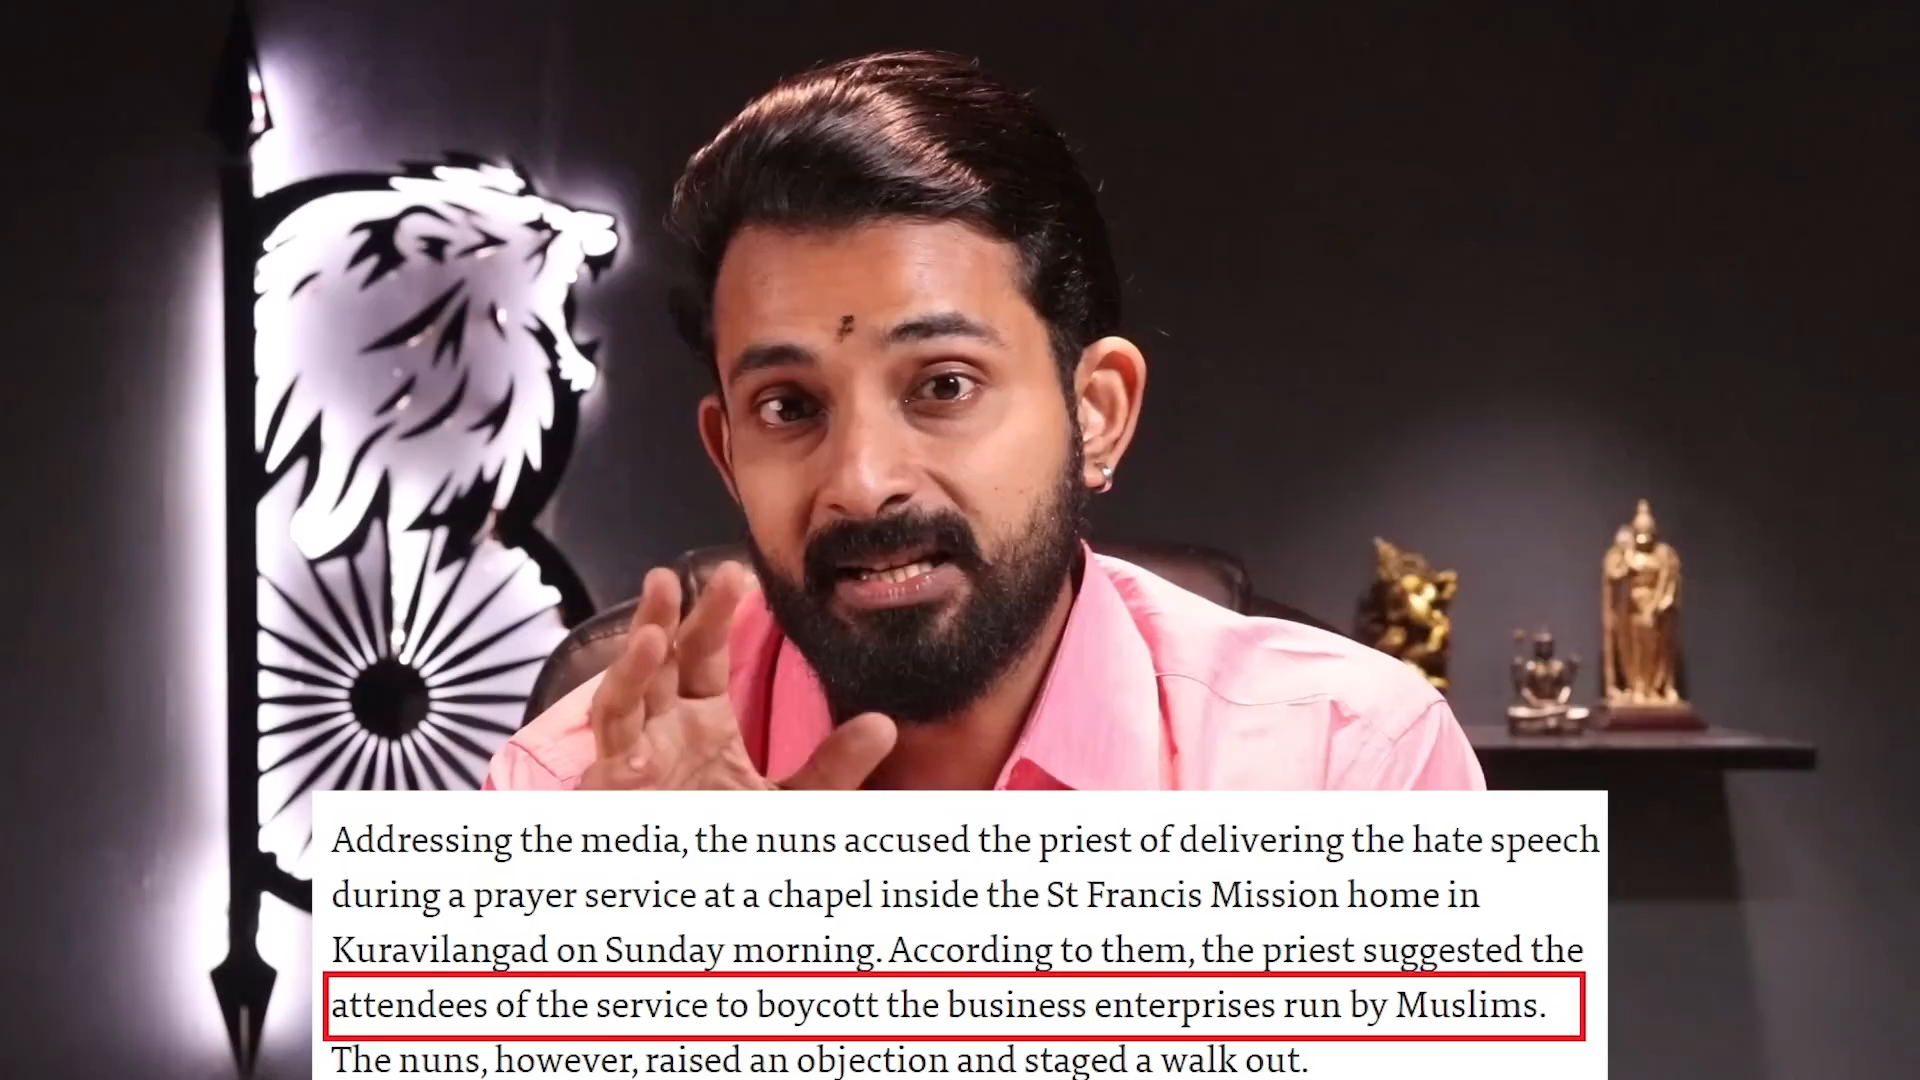 Addressing the media, the nuns accused the priest of delivering the hate speech
during a prayer service at a chapel inside the St Francis Mission home in
Kuravilangad on Sunday morning. According to them, the priest suggested the
attendees of the service to boycott the business enterprises run by Muslims.
The nuns, however, raised an objection and staged a walk out.